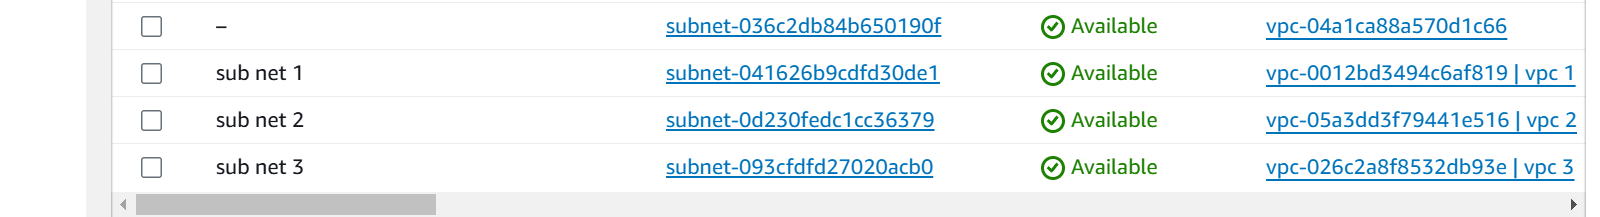 – subnet-036c2db84b650190f Available vpc-04a1ca88a570d1c66
sub net 1 subnet-041626b9cdfd30de1 Available vpc-0012bd3494c6af819 | vpc 1
sub net 2 subnet-0d230fedc1cc36379 Available vpc-05a3dd3f79441e516 | vpc 2
sub net 3 subnet-093cfdfd27020acb0 Available vpc-026c2a8f8532db93e | vpc 3